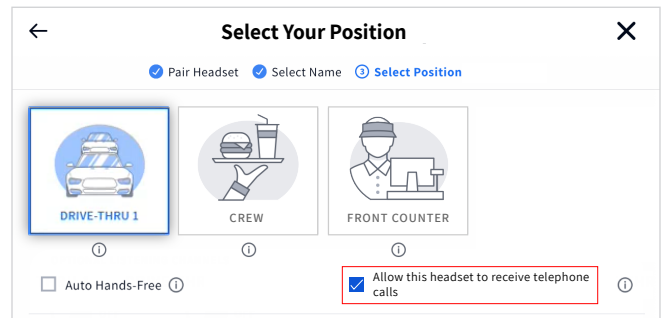 Select Your Position
Pair Headset Select Name 3 Select Position
DRIVE-THRU 1 CREW FRONT COUNTER
Auto Hands-Free Allow this headset to receive telephone
calls